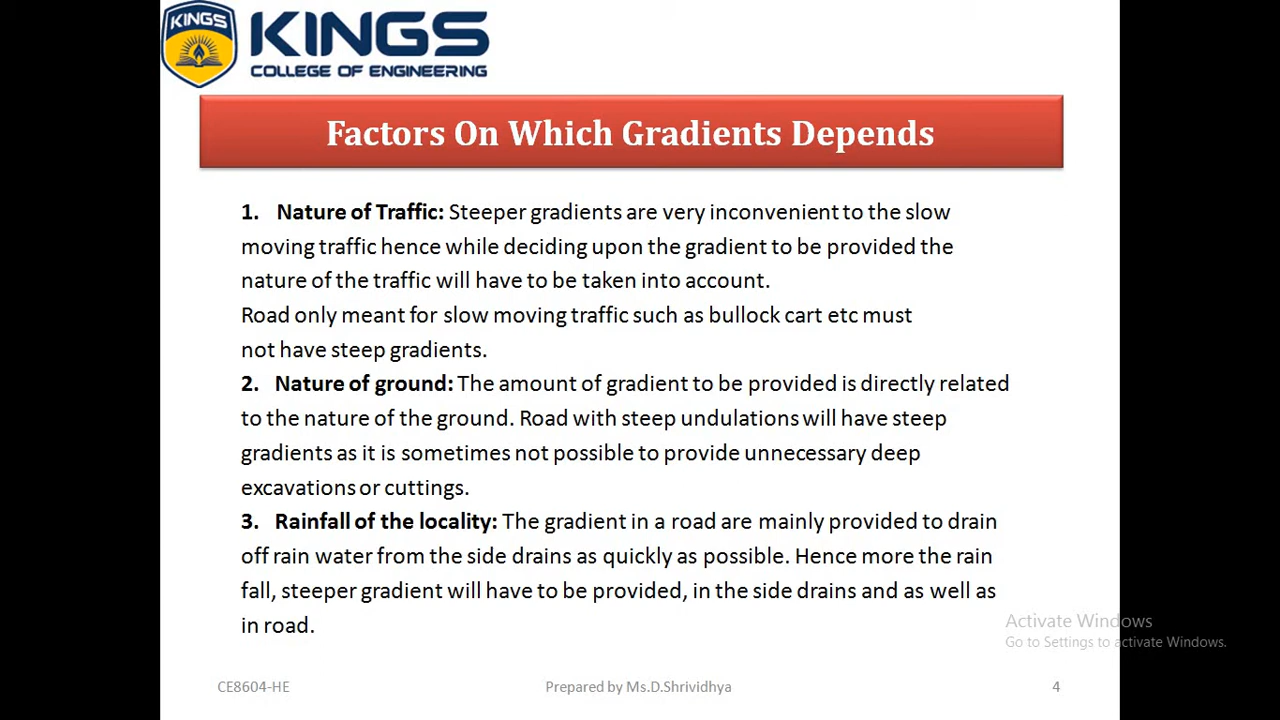 KINGS
KINGS
COLLEGE OF ENGINEERING
Factors On Which Gradients Depends
1. Nature of Traffic: Steeper gradients are very inconvenient to the slow
moving traffic hence while deciding upon the gradient to be provided the
nature of the traffic will have to be taken into account.
Road only meant for slow moving traffic such as bullock cart etc must
not have steep gradients.
2. Nature of ground: The amount of gradient to be provided is directly related
to the nature of the ground. Road with steep undulations will have steep
gradients as it is sometimes not possible to provide unnecessary deep
excavations or cuttings.
3. Rainfall of the locality: The gradient in a road are mainly provided to drain
off rain water from the side drains as quickly as possible. Hence more the rain
fall, steeper gradient will have to be provided, in the side drains and as well as
in road.
Activate Windows
Go to Settings to activate Windows.
CE8604-HE
Prepared by Ms.D.Shrividhya
4